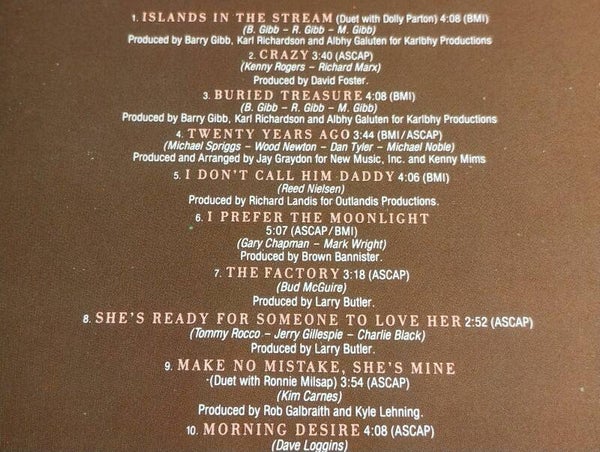 1. ISLANDS IN THE STREAM (Duet with Dolly Parton) 4:08 (BMI)
(B. Gibb – R. Gibb – M. Gibb)
Produced by Barry Gibb, Karl Richardson and Albhy Galuten for Karlbhy Productions
2. CRAZY 3:40 (ASCAP)
(Kenny Rogers – Richard Marx)
Produced by David Foster.
3. BURIED TREASURE 4:08 (BMI)
(B. Gibb – R. Gibb – M. Gibb)
Produced by Barry Gibb, Karl Richardson and Albhy Galuten for Karlbhy Productions
4. TWENTY YEARS AGO 3:44 (BMI/ASCAP)
(Michael Spriggs – Wood Newton – Dan Tyler – Michael Noble)
Produced and Arranged by Jay Graydon for New Music, Inc. and Kenny Mims
5. I DON'T CALL HIM DADDY 4:06 (BMI)
(Reed Nielsen)
Produced by Richard Landis for Outlandis Productions.
6. I PREFER THE MOONLIGHT
5:07 (ASCAP/BMI)
(Gary Chapman – Mark Wright)
Produced by Brown Bannister.
7. THE FACTORY 3:18 (ASCAP)
(Bud McGuire)
Produced by Larry Butler.
8. SHE'S READY FOR SOMEONE TO LOVE HER 2:52 (ASCAP)
(Tommy Rocco – Jerry Gillespie – Charlie Black)
Produced by Larry Butler.
9. MAKE NO MISTAKE, SHE'S MINE
(Duet with Ronnie Milsap) 3:54 (ASCAP)
(Kim Carnes)
Produced by Rob Galbraith and Kyle Lehning.
10. MORNING DESIRE 4:08 (ASCAP)
(Dave Loggins)